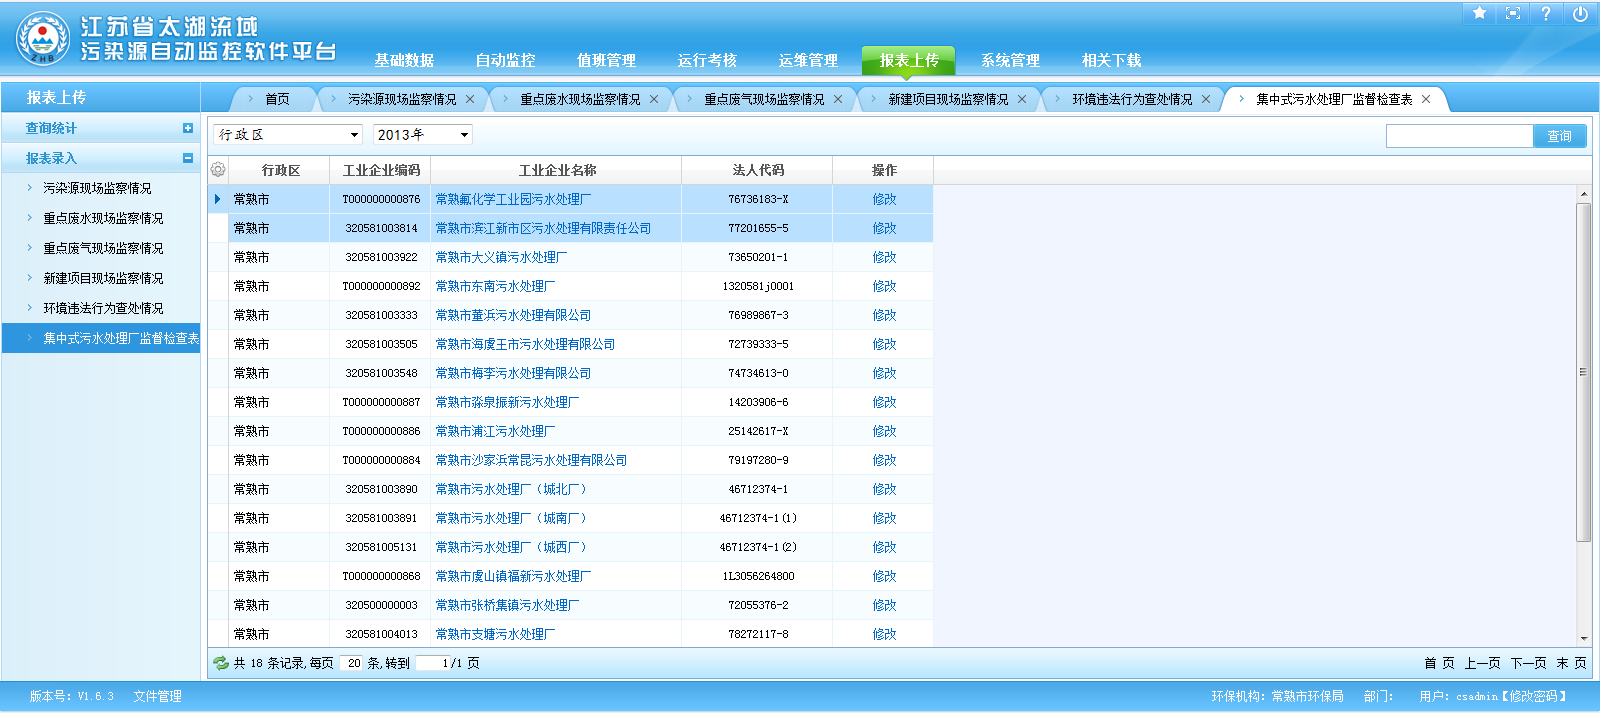 江苏省太湖流域
污染源自动监控软件平台
ZHB
基础数据 自动监控 值班管理 运行考核 运维管理 报表上传 系统管理 相关下载
报表上传
首页 污染源现场监察情况 重点废水现场监察情况 重点废气现场监察情况 新建项目现场监察情况 环境违法行为查处情况 集中式污水处理厂监督检查表
查询统计
报表录入
污染源现场监察情况
重点废水现场监察情况
重点废气现场监察情况
新建项目现场监察情况
环境违法行为查处情况
集中式污水处理厂监督检查表
行政区 2013年 查询
行政区 工业企业编码 工业企业名称 法人代码 操作
常熟市 T000000000876 常熟氟化学工业园污水处理厂 76736183-X 修改
常熟市 320581003814 常熟市滨江新市区污水处理有限责任公司 77201655-5 修改
常熟市 320581003922 常熟市大义镇污水处理厂 73650201-1 修改
常熟市 T000000000892 常熟市东南污水处理厂 1320581j0001 修改
常熟市 320581003333 常熟市董浜污水处理有限公司 76989867-3 修改
常熟市 320581003505 常熟市海虞王市污水处理有限公司 72739333-5 修改
常熟市 320581003548 常熟市梅李污水处理有限公司 74734613-0 修改
常熟市 T000000000887 常熟市淼泉振新污水处理厂 14203906-6 修改
常熟市 T000000000886 常熟市浦江污水处理厂 25142617-X 修改
常熟市 T000000000884 常熟市沙家浜常昆污水处理有限公司 79197280-9 修改
常熟市 320581003890 常熟市污水处理厂（城北厂） 46712374-1 修改
常熟市 320581003891 常熟市污水处理厂（城南厂） 46712374-1(1) 修改
常熟市 320581005131 常熟市污水处理厂（城西厂） 46712374-1(2) 修改
常熟市 T000000000868 常熟市虞山镇福新污水处理厂 1L3056264800 修改
常熟市 320500000003 常熟市张桥集镇污水处理厂 72055376-2 修改
常熟市 320581004013 常熟市支塘污水处理厂 78272117-8 修改
共 18 条记录,每页 20 条,转到 1/1 页 首 页 上一页 下一页 末 页
版本号: V1.6.3 文件管理 环保机构: 常熟市环保局 部门: 用户: csadmin【修改密码】